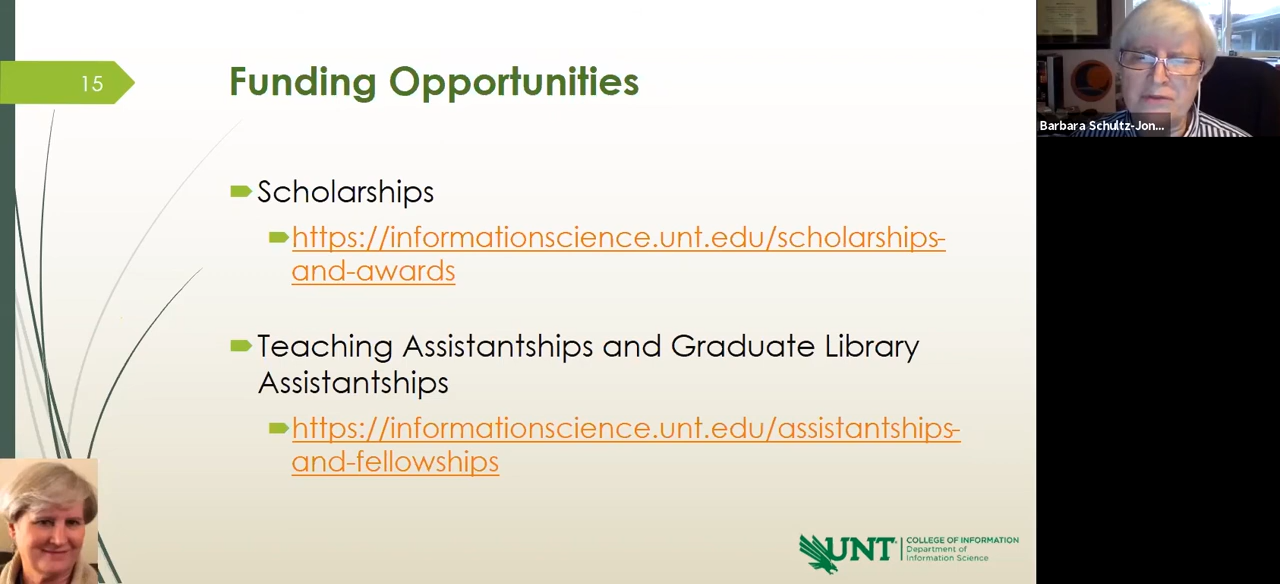 15
Funding Opportunities
Scholarships
https://informationscience.unt.edu/scholarships-
and-awards
Teaching Assistantships and Graduate Library
Assistantships
https://informationscience.unt.edu/assistantships-
and-fellowships
UNT
COLLEGE OF INFORMATION
Department of
Information Science
Barbara Schultz-Jon...